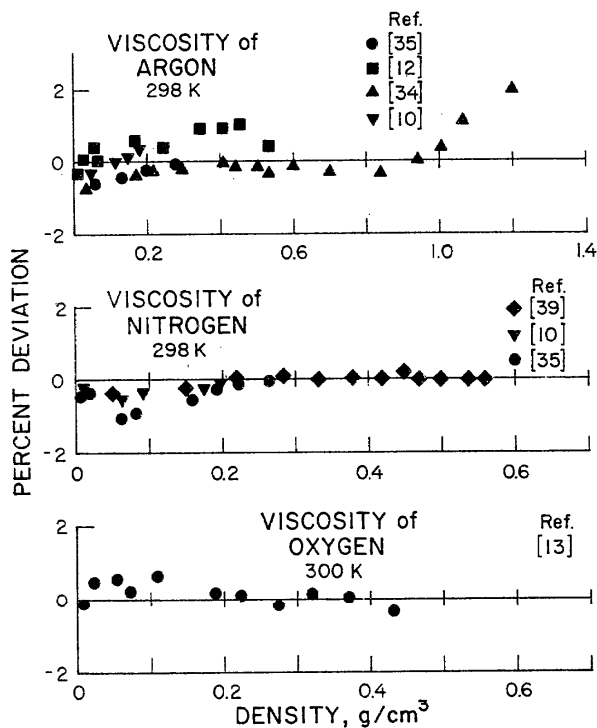 VISCOSITY of
ARGON
298 K
Ref.
[35]
[12]
[34]
[10]
2
0
-2
0.2
0.6
1.0
1.4
VISCOSITY of
NITROGEN
298 K
Ref.
[39]
[10]
[35]
2
0
-2
0
0.2
0.4
0.6
VISCOSITY of
OXYGEN
300 K
Ref.
[13]
2
0
-2
0
0.2
0.4
0.6
PERCENT DEVIATION
DENSITY, g/cm³